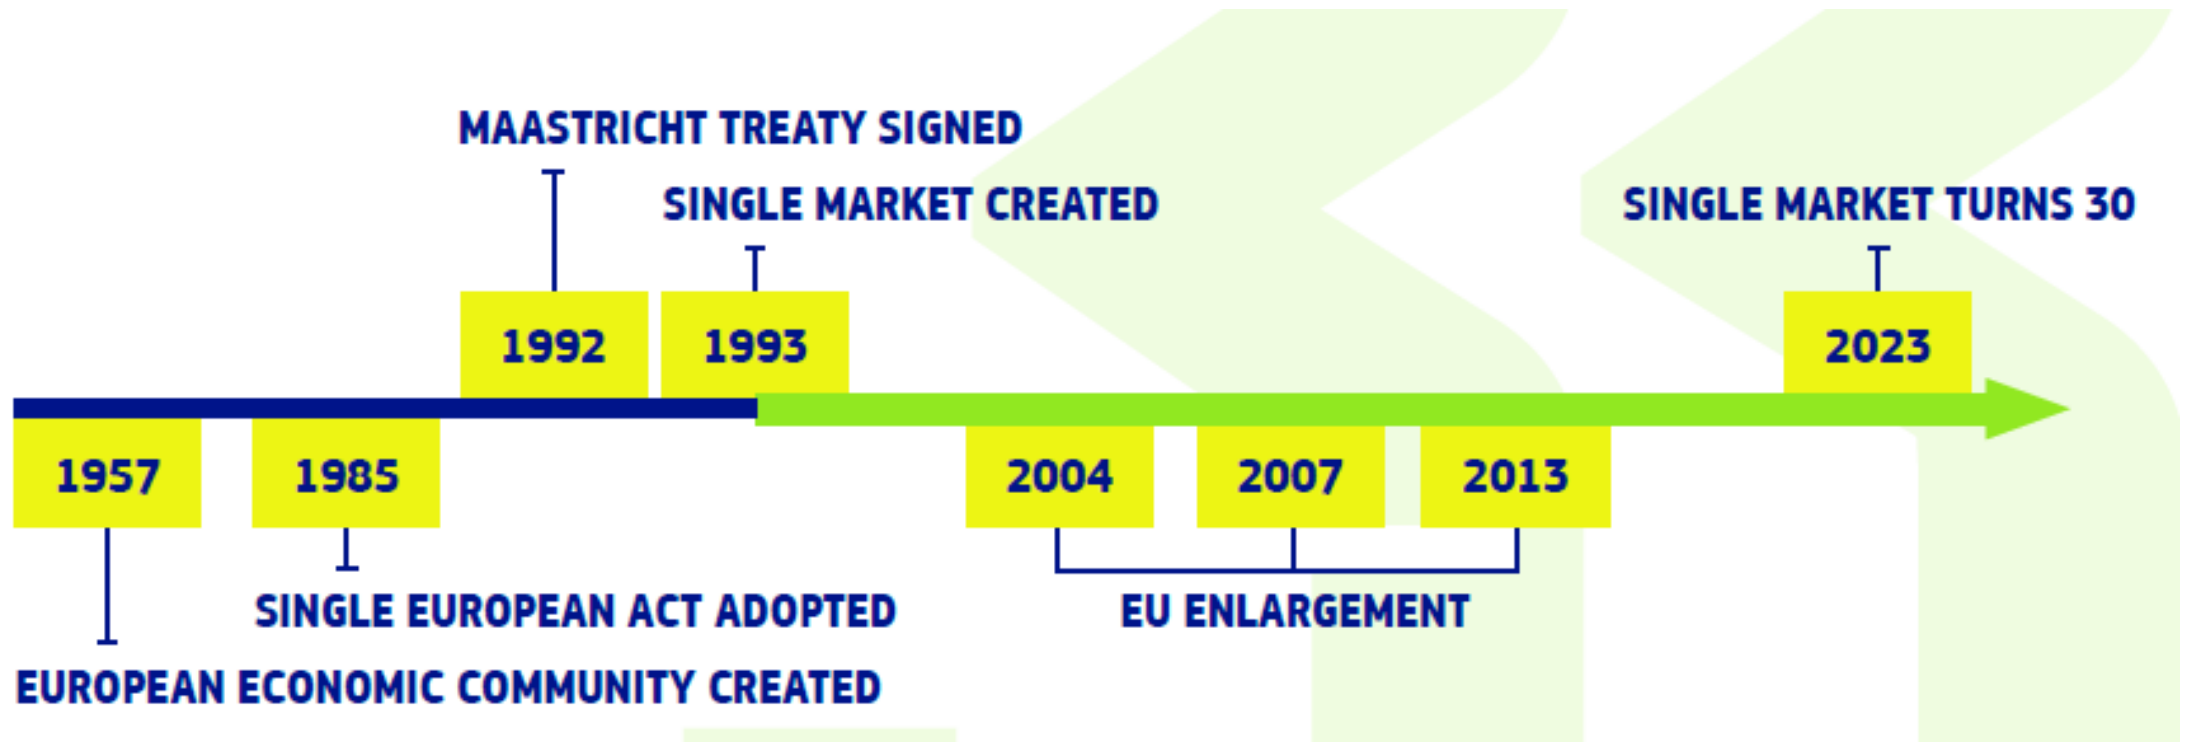 MAASTRICHT TREATY SIGNED
SINGLE MARKET CREATED
SINGLE MARKET TURNS 30
1992
1993
2023
1957
1985
2004
2007
2013
SINGLE EUROPEAN ACT ADOPTED
EU ENLARGEMENT
EUROPEAN ECONOMIC COMMUNITY CREATED